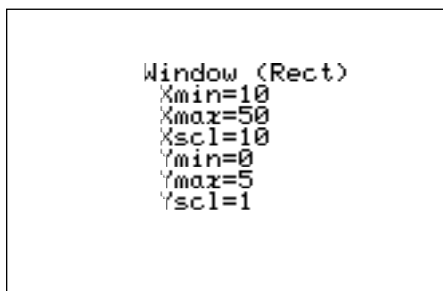 Window (Rect)
Xmin=10
Xmax=50
Xscl=10
Ymin=0
Ymax=5
Yscl=1